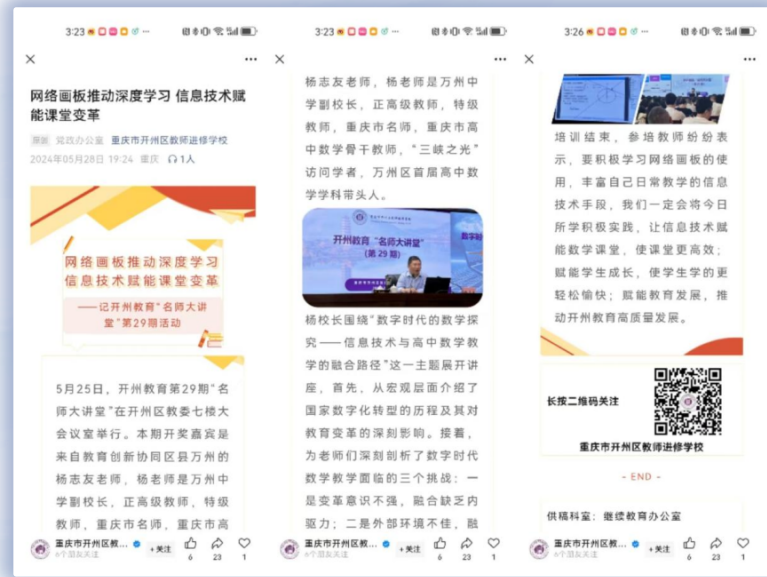 3:23
网络画板推动深度学习 信息技术赋
能课堂变革
原创 党政办公室 重庆市开州区教师进修学校
2024年05月28日 19:24 重庆 1人
网络画板推动深度学习
信息技术赋能课堂变革
——记开州教育“名师大讲
堂”第29期活动
5月25日，开州教育第29期“名
师大讲堂”在开州区教委七楼大
会议室举行。本期开奖嘉宾是
来自教育创新协同区县万州的
杨志友老师，杨老师是万州中
学副校长，正高级教师，特级
教师，重庆市名师，重庆市高
重庆市开州区教...
6个朋友关注
+关注
6
23
1
3:23
杨志友老师，杨老师是万州中
学副校长，正高级教师，特级
教师，重庆市名师，重庆市高
中数学骨干教师，“三峡之光”
访问学者，万州区首届高中数
学学科带头人。
开州教育“名师大讲堂”
(第 29 期)
杨校长围绕“数字时代的数学探
究——信息技术与高中数学教
学的融合路径”这一主题展开讲
座，首先，从宏观层面介绍了
国家数字化转型的历程及其对
教育变革的深刻影响。接着，
为老师们深刻剖析了数字时代
数学教学面临的三个挑战：一
是变革意识不强，融合缺乏内
驱力；二是外部环境不佳，融
重庆市开州区教...
6个朋友关注
+关注
6
23
1
3:26
培训结束，参培教师纷纷表
示，要积极学习网络画板的使
用，丰富自己日常教学的信息
技术手段，我们一定会将今日
所学积极实践，让信息技术赋
能数学课堂，使课堂更高效；
赋能学生成长，使学生学的更
轻松愉快；赋能教育发展，推
动开州教育高质量发展。
长按二维码关注
重庆市开州区教师进修学校
- END -
供稿科室：继续教育办公室
重庆市开州区教...
6个朋友关注
+关注
6
23
1